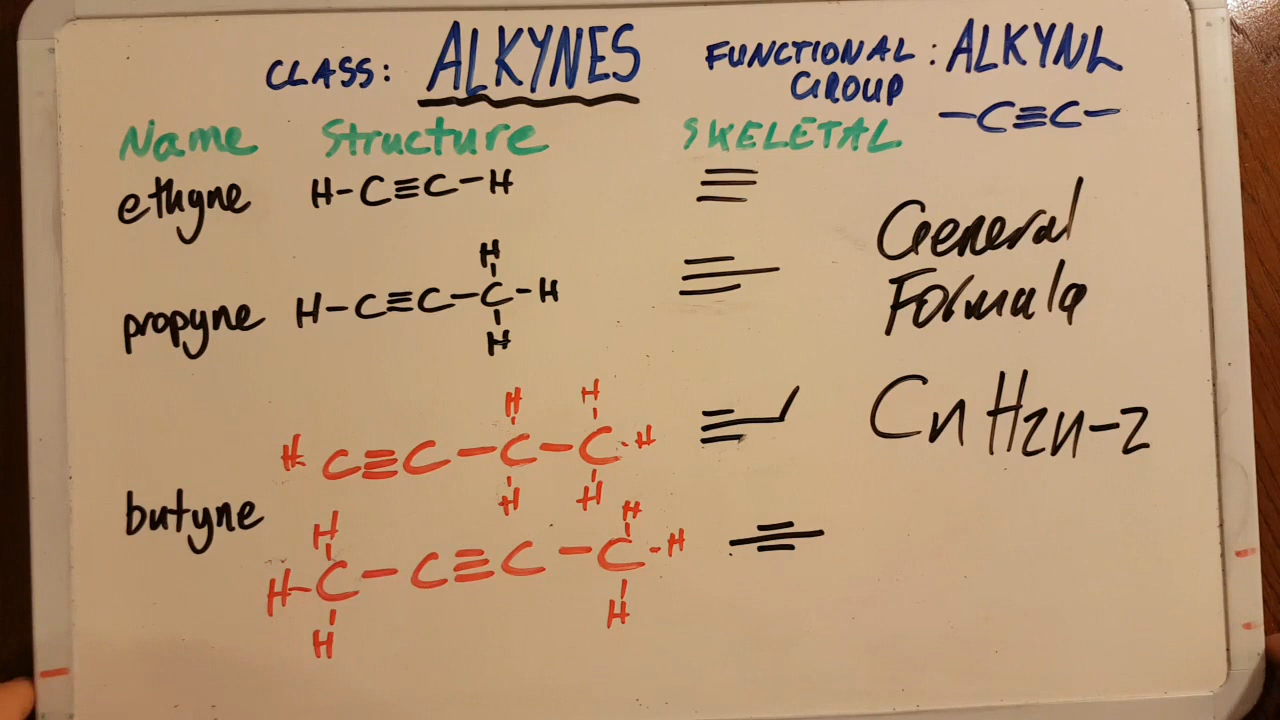 CLASS: ALKYNES
FUNCTIONAL GROUP: ALKYNL
-C≡C-
Name Structure SKELETAL
ethyne H-C≡C-H
General
Formula
H
propyne H-C≡C-C-H
H
CnH2n-2
H H
H C≡C-C-C-H
H H
butyne
H H
H-C-C≡C-C-H
H H